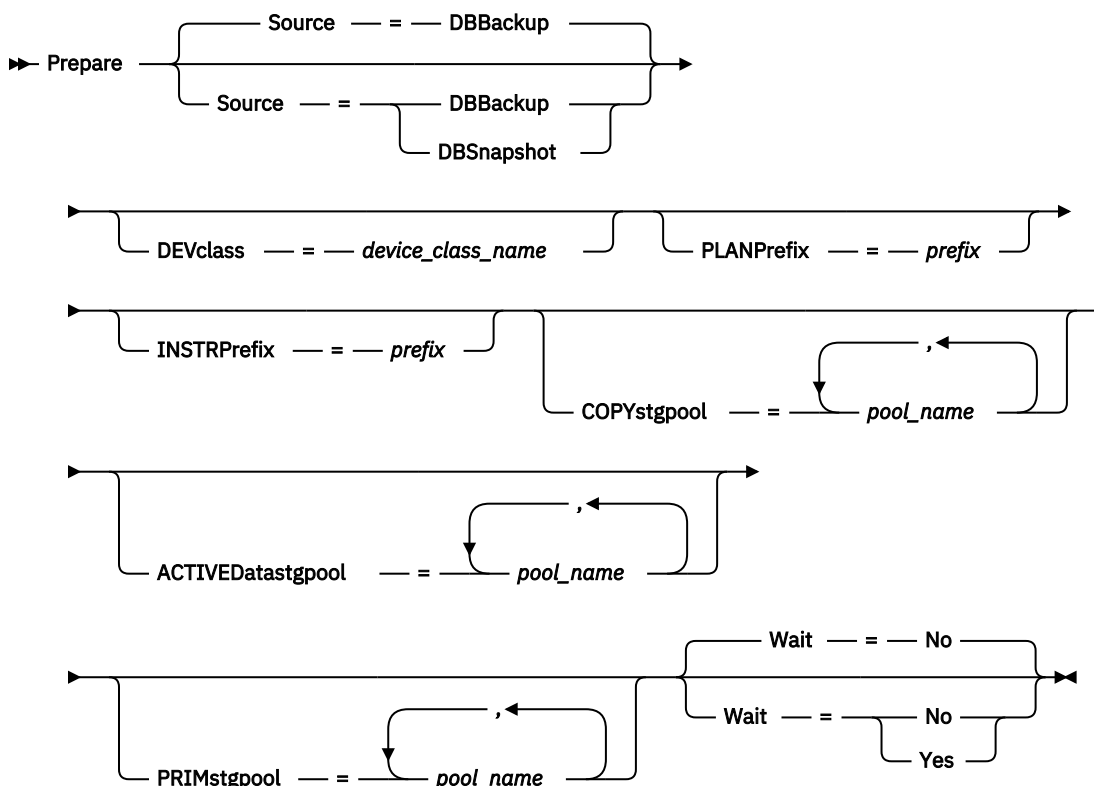 Source = DBBackup
Prepare
Source = DBBackup
DBSnapshot
DEVclass = device_class_name PLANPrefix = prefix
INSTRPrefix = prefix
,
COPYstgpool = pool_name
,
ACTIVEDatastgpool = pool_name
Wait = No
,
Wait = No
Yes
PRIMstgpool = pool_name